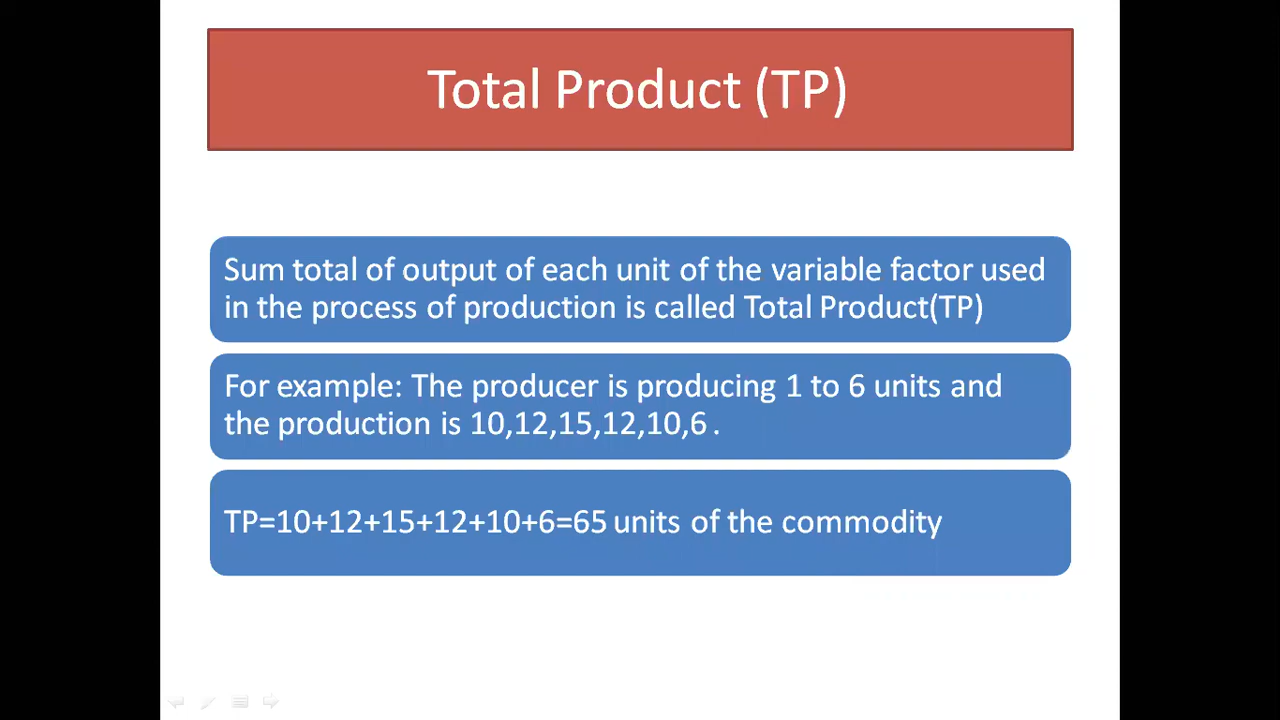 Total Product (TP)
Sum total of output of each unit of the variable factor used
in the process of production is called Total Product(TP)
For example: The producer is producing 1 to 6 units and
the production is 10,12,15,12,10,6 .
TP=10+12+15+12+10+6=65 units of the commodity